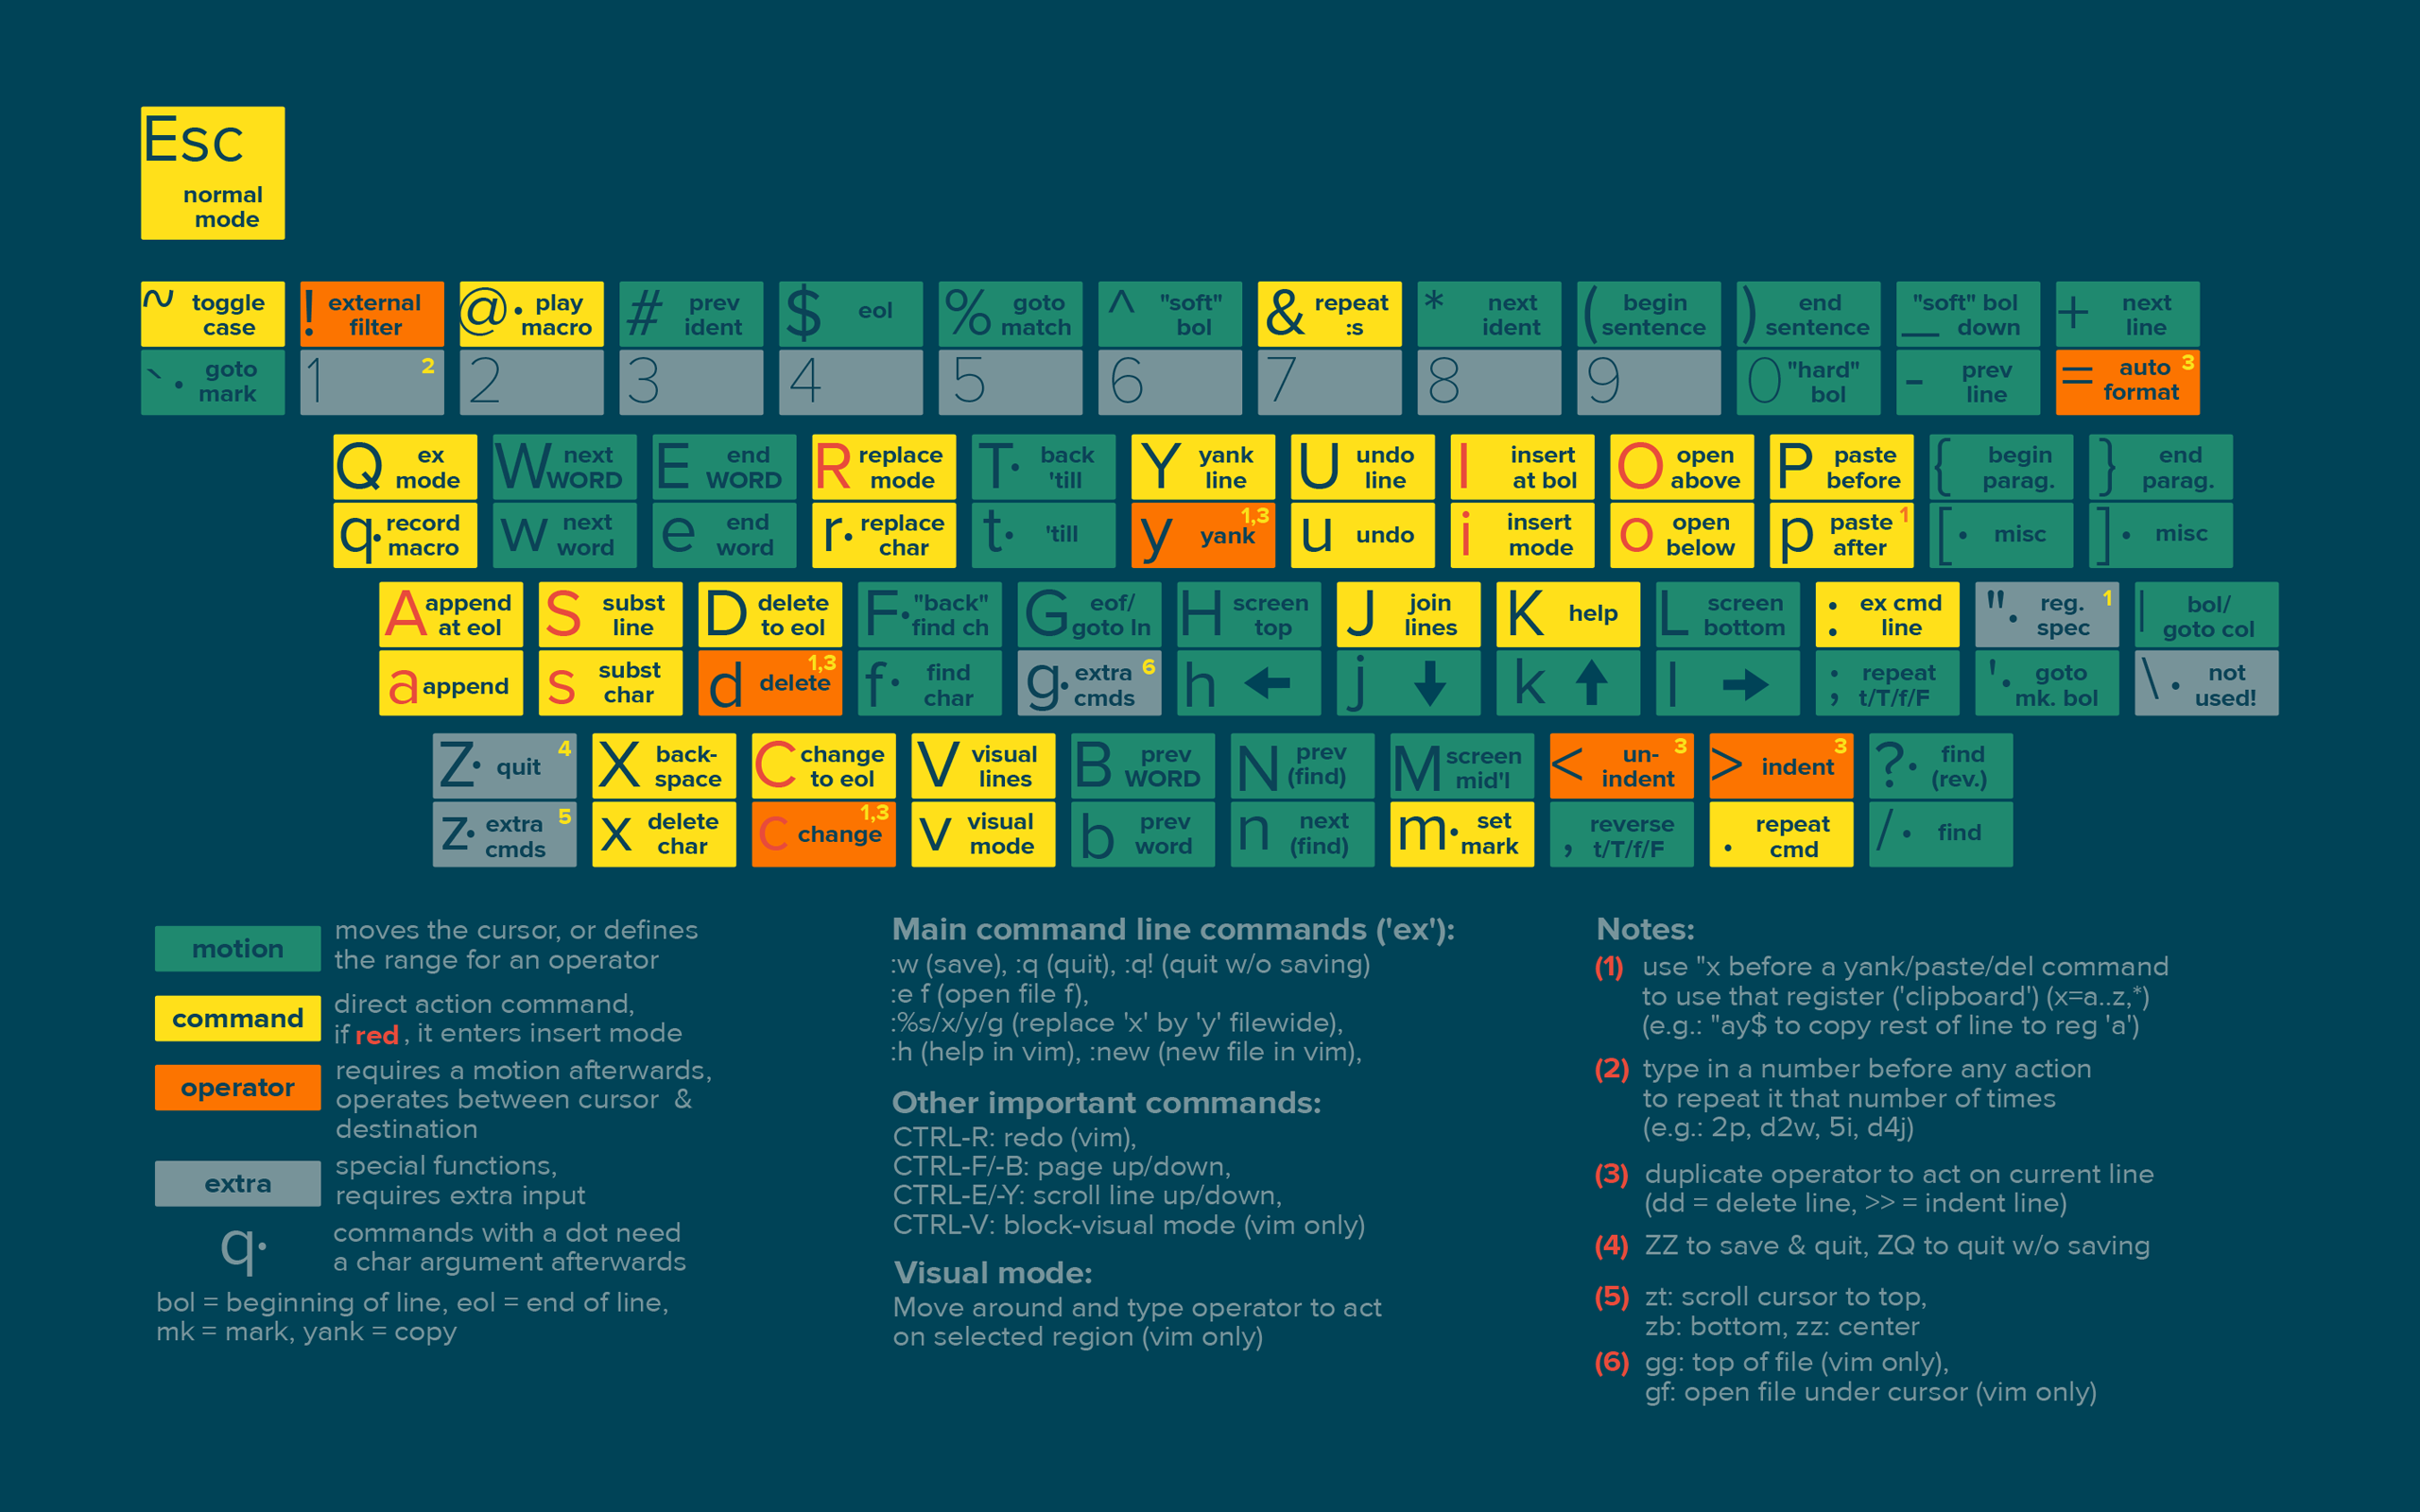 Esc
normal
mode
~ toggle case
! external filter
@• play macro
# prev ident
$ eol
% goto match
^ "soft" bol
& repeat :s
* next ident
( begin sentence
) end sentence
_ "soft" bol down
+ next line
`• goto mark
1 2
2
3
4
5
6
7
8
9
0 "hard" bol
- prev line
= auto format 3
Q ex mode
W next WORD
E end WORD
R replace mode
T• back 'till
Y yank line
U undo line
I insert at bol
O open above
P paste before
{ begin parag.
} end parag.
q• record macro
w next word
e end word
r• replace char
t• 'till
y yank 1,3
u undo
i insert mode
o open below
p paste after 1
[• misc
]• misc
A append at eol
S subst line
D delete to eol
F• "back" find ch
G eof/ goto ln
H screen top
J join lines
K help
L screen bottom
: ex cmd line
"• reg. spec 1
| bol/ goto col
a append
s subst char
d delete 1,3
f• find char
g• extra cmds 6
h ←
j ↓
k ↑
l →
; repeat t/T/f/F
'• goto mk. bol
\• not used!
Z• quit 4
X back- space
C change to eol
V visual lines
B prev WORD
N prev (find)
M screen mid'l
< un- indent 3
> indent 3
?• find (rev.)
z• extra cmds 5
x delete char
c change 1,3
v visual mode
b prev word
n next (find)
m• set mark
, reverse t/T/f/F
. repeat cmd
/• find
motion
moves the cursor, or defines
the range for an operator
command
direct action command,
if red, it enters insert mode
operator
requires a motion afterwards,
operates between cursor &
destination
extra
special functions,
requires extra input
q•
commands with a dot need
a char argument afterwards
bol = beginning of line, eol = end of line,
mk = mark, yank = copy
Main command line commands ('ex'):
:w (save), :q (quit), :q! (quit w/o saving)
:e f (open file f),
:%s/x/y/g (replace 'x' by 'y' filewide),
:h (help in vim), :new (new file in vim),
Other important commands:
CTRL-R: redo (vim),
CTRL-F/-B: page up/down,
CTRL-E/-Y: scroll line up/down,
CTRL-V: block-visual mode (vim only)
Visual mode:
Move around and type operator to act
on selected region (vim only)
Notes:
(1) use "x before a yank/paste/del command
to use that register ('clipboard') (x=a..z,*)
(e.g.: "ay$ to copy rest of line to reg 'a')
(2) type in a number before any action
to repeat it that number of times
(e.g.: 2p, d2w, 5i, d4j)
(3) duplicate operator to act on current line
(dd = delete line, >> = indent line)
(4) ZZ to save & quit, ZQ to quit w/o saving
(5) zt: scroll cursor to top,
zb: bottom, zz: center
(6) gg: top of file (vim only),
gf: open file under cursor (vim only)